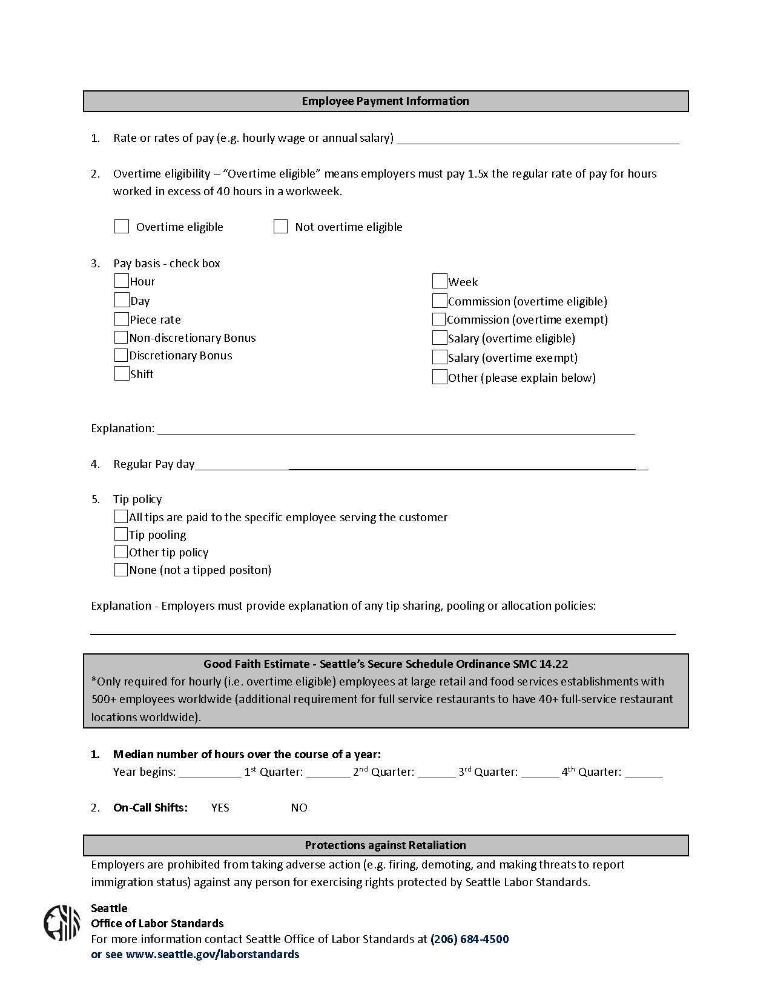 Employee Payment Information
1. Rate or rates of pay (e.g. hourly wage or annual salary) ____________________
2. Overtime eligibility – “Overtime eligible” means employers must pay 1.5x the regular rate of pay for hours
worked in excess of 40 hours in a workweek.
Overtime eligible Not overtime eligible
3. Pay basis - check box
Hour
Day
Piece rate
Non-discretionary Bonus
Discretionary Bonus
Shift
Week
Commission (overtime eligible)
Commission (overtime exempt)
Salary (overtime eligible)
Salary (overtime exempt)
Other (please explain below)
Explanation: ____________________
4. Regular Pay day____________________
5. Tip policy
All tips are paid to the specific employee serving the customer
Tip pooling
Other tip policy
None (not a tipped positon)
Explanation - Employers must provide explanation of any tip sharing, pooling or allocation policies:
Good Faith Estimate - Seattle’s Secure Schedule Ordinance SMC 14.22
*Only required for hourly (i.e. overtime eligible) employees at large retail and food services establishments with
500+ employees worldwide (additional requirement for full service restaurants to have 40+ full-service restaurant
locations worldwide).
1. Median number of hours over the course of a year:
Year begins: __________ 1st Quarter: _______ 2nd Quarter: ______ 3rd Quarter: ______ 4th Quarter: ______
2. On-Call Shifts: YES NO
Protections against Retaliation
Employers are prohibited from taking adverse action (e.g. firing, demoting, and making threats to report
immigration status) against any person for exercising rights protected by Seattle Labor Standards.
Seattle
Office of Labor Standards
For more information contact Seattle Office of Labor Standards at (206) 684-4500
or see www.seattle.gov/laborstandards